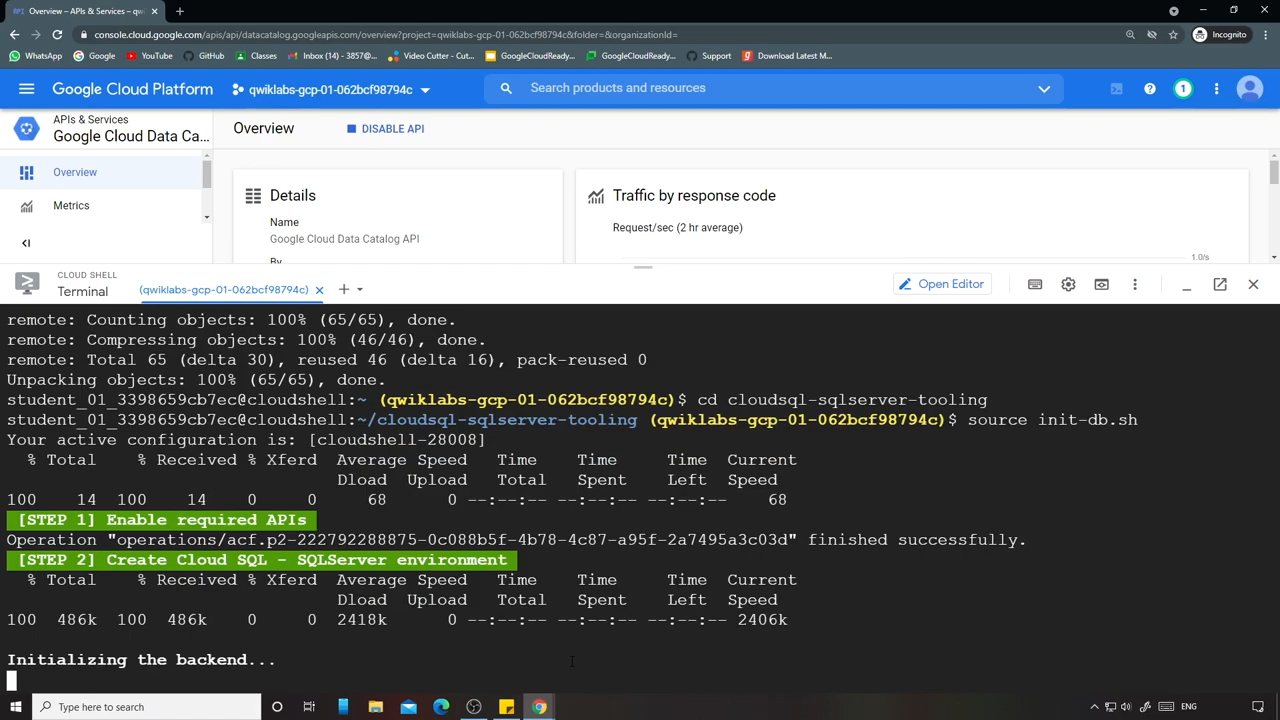 Overview – APIs & Services – qwi
console.cloud.google.com/apis/api/datacatalog.googleapis.com/overview?project=qwiklabs-gcp-01-062bcf98794c&folder=&organizationId=
Incognito
WhatsApp
Google
YouTube
GitHub
Classes
Inbox (14) - 3857@...
Video Cutter - Cut...
GoogleCloudReady...
GoogleCloudReady...
Support
Download Latest M...
Google Cloud Platform
qwiklabs-gcp-01-062bcf98794c
Search products and resources
1
APIs & Services
Google Cloud Data Ca...
Overview
DISABLE API
Overview
Metrics
Details
Name
Google Cloud Data Catalog API
By
Traffic by response code
Request/sec (2 hr average)
1.0/s
CLOUD SHELL
Terminal
(qwiklabs-gcp-01-062bcf98794c)
Open Editor
remote: Counting objects: 100% (65/65), done.
remote: Compressing objects: 100% (46/46), done.
remote: Total 65 (delta 30), reused 46 (delta 16), pack-reused 0
Unpacking objects: 100% (65/65), done.
student_01_3398659cb7ec@cloudshell:~ (qwiklabs-gcp-01-062bcf98794c)$ cd cloudsql-sqlserver-tooling
student_01_3398659cb7ec@cloudshell:~/cloudsql-sqlserver-tooling (qwiklabs-gcp-01-062bcf98794c)$ source init-db.sh
Your active configuration is: [cloudshell-28008]
% Total % Received % Xferd Average Speed Time Time Time Current
Dload Upload Total Spent Left Speed
100 14 100 14 0 0 68 0 --:--:-- --:--:-- --:--:-- 68
[STEP 1] Enable required APIs
Operation "operations/acf.p2-222792288875-0c088b5f-4b78-4c87-a95f-2a7495a3c03d" finished successfully.
[STEP 2] Create Cloud SQL - SQLServer environment
% Total % Received % Xferd Average Speed Time Time Time Current
Dload Upload Total Spent Left Speed
100 486k 100 486k 0 0 2418k 0 --:--:-- --:--:-- --:--:-- 2406k
Initializing the backend...
Type here to search
ENG